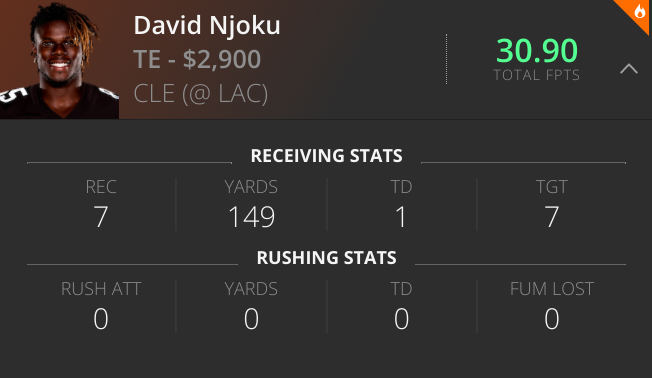 David Njoku
TE - $2,900
CLE (@ LAC)
30.90
TOTAL FPTS
5
RECEIVING STATS
REC YARDS TD TGT
7 149 1 7
RUSHING STATS
RUSH ATT YARDS TD FUM LOST
0 0 0 0